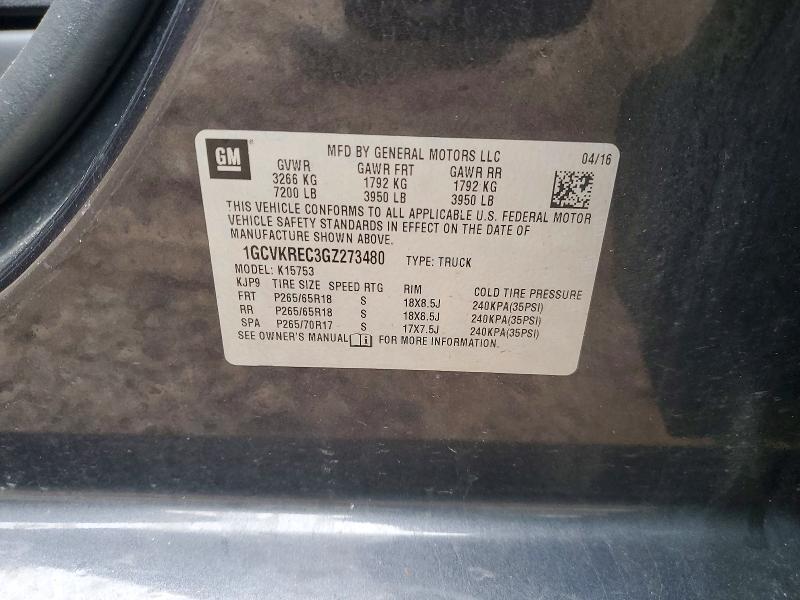 GM
MFD BY GENERAL MOTORS LLC 04/16
GVWR GAWR FRT GAWR RR
3266 KG 1792 KG 1792 KG
7200 LB 3950 LB 3950 LB
THIS VEHICLE CONFORMS TO ALL APPLICABLE U.S. FEDERAL MOTOR
VEHICLE SAFETY STANDARDS IN EFFECT ON THE DATE OF
MANUFACTURE SHOWN ABOVE.
1GCVKREC3GZ273480 TYPE: TRUCK
MODEL: K15753
KJP9 TIRE SIZE SPEED RTG RIM COLD TIRE PRESSURE
FRT P265/65R18 S 18X8.5J 240KPA(35PSI)
RR P265/65R18 S 18X8.5J 240KPA(35PSI)
SPA P265/70R17 S 17X7.5J 240KPA(35PSI)
SEE OWNER'S MANUAL i FOR MORE INFORMATION.